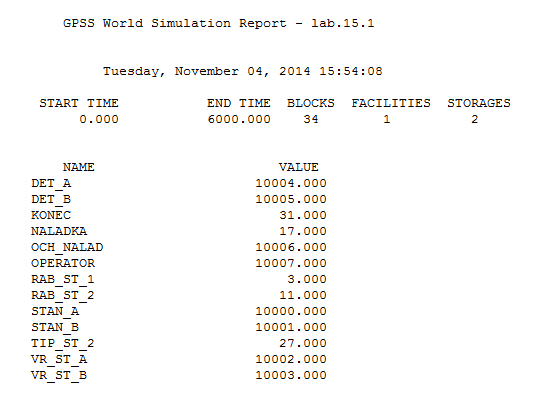 GPSS World Simulation Report - lab.15.1
Tuesday, November 04, 2014 15:54:08
START TIME END TIME BLOCKS FACILITIES STORAGES
0.000 6000.000 34 1 2
NAME VALUE
DET_A 10004.000
DET_B 10005.000
KONEC 31.000
NALADKA 17.000
OCH_NALAD 10006.000
OPERATOR 10007.000
RAB_ST_1 3.000
RAB_ST_2 11.000
STAN_A 10000.000
STAN_B 10001.000
TIP_ST_2 27.000
VR_ST_A 10002.000
VR_ST_B 10003.000